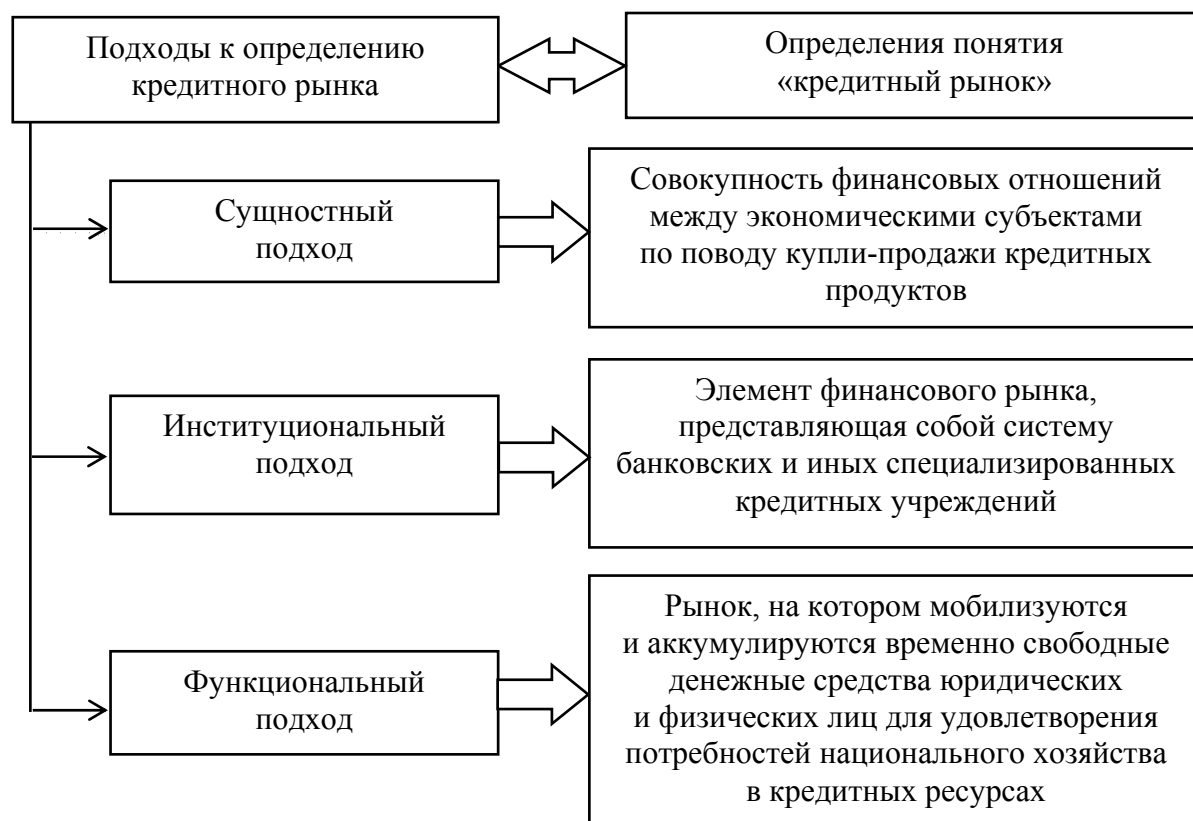 Подходы к определению
кредитного рынка
Определения понятия
«кредитный рынок»
Сущностный
подход
Совокупность финансовых отношений
между экономическими субъектами
по поводу купли-продажи кредитных
продуктов
Институциональный
подход
Элемент финансового рынка,
представляющая собой систему
банковских и иных специализированных
кредитных учреждений
Функциональный
подход
Рынок, на котором мобилизуются
и аккумулируются временно свободные
денежные средства юридических
и физических лиц для удовлетворения
потребностей национального хозяйства
в кредитных ресурсах